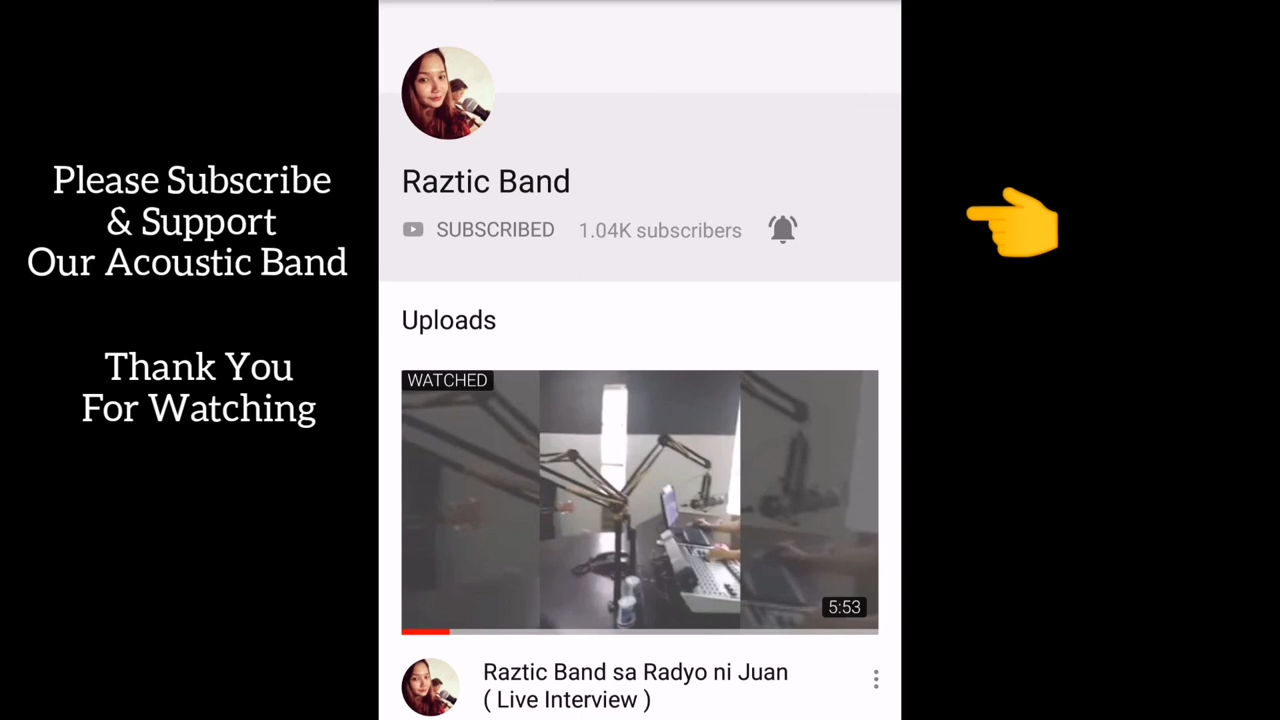 Please Subscribe
& Support
Our Acoustic Band
Thank You
For Watching
Raztic Band
SUBSCRIBED 1.04K subscribers
Uploads
WATCHED
5:53
Raztic Band sa Radyo ni Juan
( Live Interview )